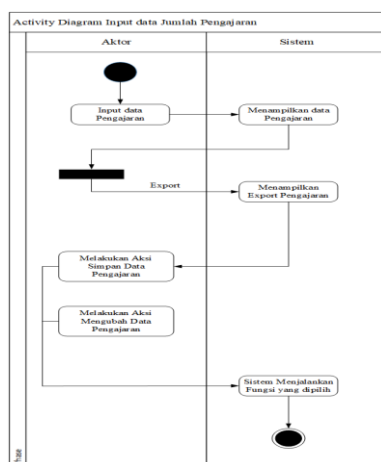 Activity Diagram Input data Jumlah Pengajaran
Aktor
Sistem
Input data
Pengajaran
Menampilkan data
Pengajaran
Export
Menampilkan
Export Pengajaran
Melakukan Aksi
Simpan Data
Pengajaran
Melakukan Aksi
Mengubah Data
Pengajaran
Sistem Menjalankan
Fungsi yang dipilih
Phase